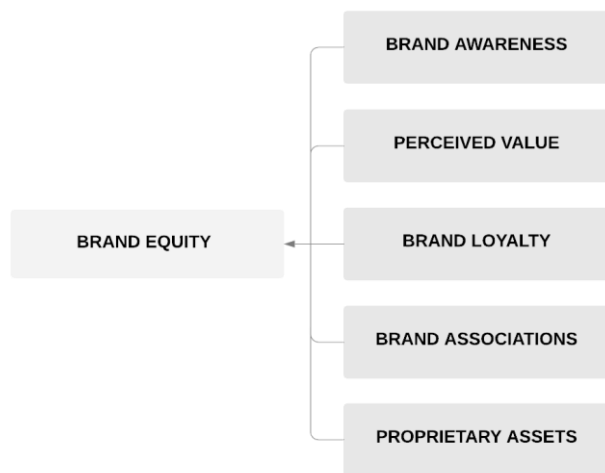 BRAND AWARENESS
PERCEIVED VALUE
BRAND EQUITY
BRAND LOYALTY
BRAND ASSOCIATIONS
PROPRIETARY ASSETS